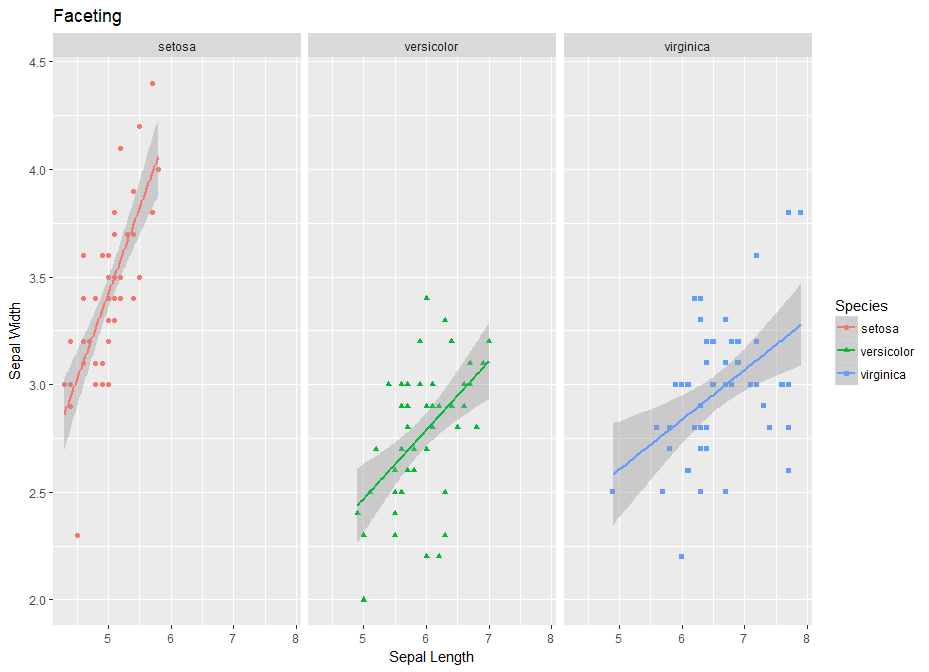 Faceting
setosa
versicolor
virginica
4.5
4.0
3.5
3.0
2.5
2.0
Sepal Width
5 6 7 8
5 6 7 8
5 6 7 8
Sepal Length
Species
setosa
versicolor
virginica